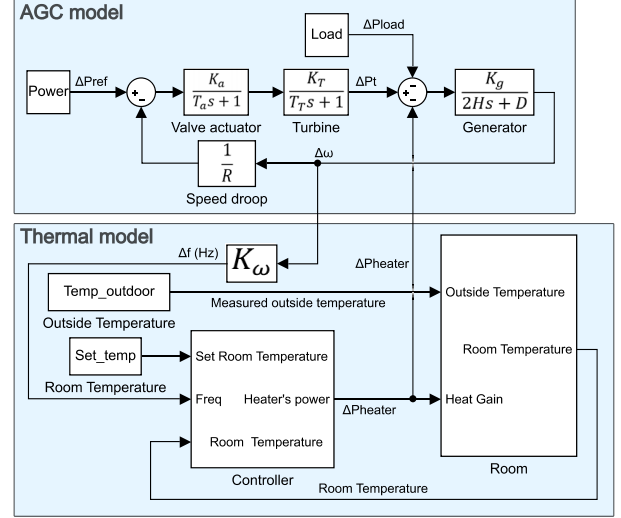 AGC model
Load
ΔPload
Power
ΔPref
+
-
K_a
T_a s + 1
Valve actuator
K_T
T_T s + 1
Turbine
ΔPt
+
-
-
K_g
2Hs + D
Generator
1
R
Speed droop
Δω
Thermal model
Δf (Hz)
K_ω
ΔPheater
Temp_outdoor
Outside Temperature
Measured outside temperature
Outside Temperature
Set_temp
Room Temperature
Set Room Temperature
Room Temperature
Freq
Heater's power
ΔPheater
Heat Gain
Room Temperature
Controller
Room
Room Temperature